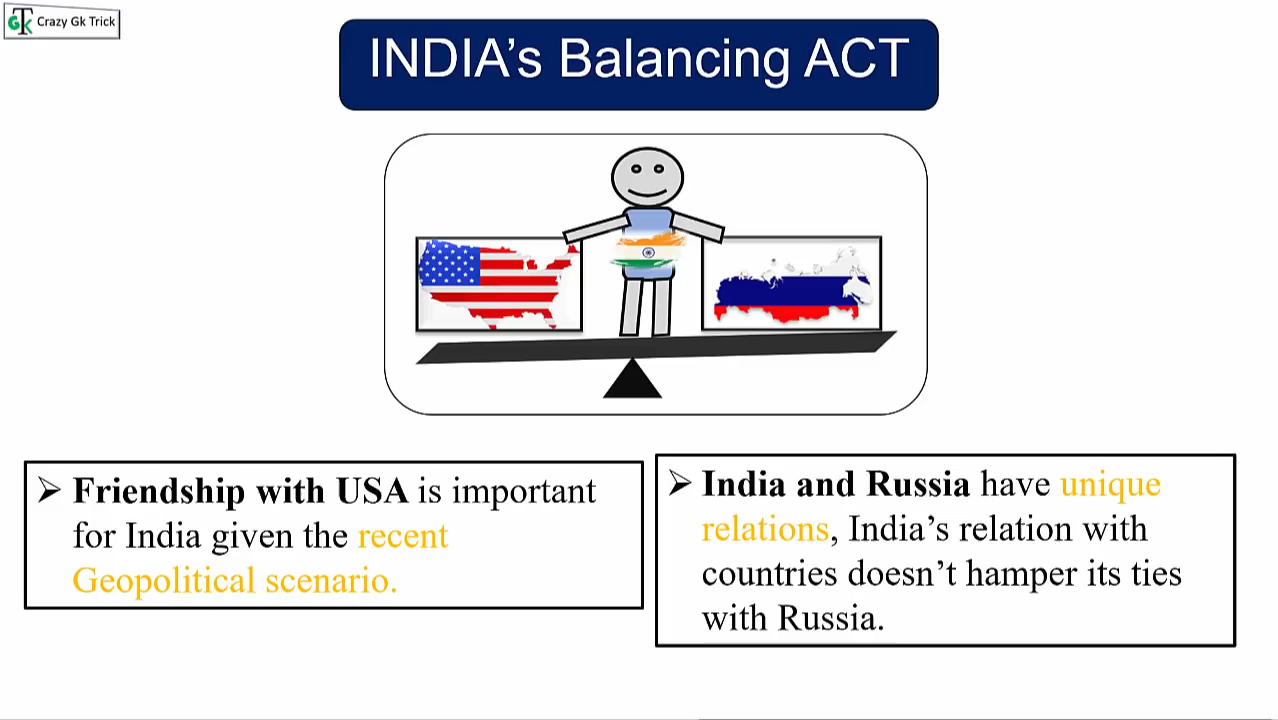 GTK Crazy Gk Trick
INDIA's Balancing ACT
➢ Friendship with USA is important
for India given the recent
Geopolitical scenario.
➢ India and Russia have unique
relations, India's relation with
countries doesn't hamper its ties
with Russia.